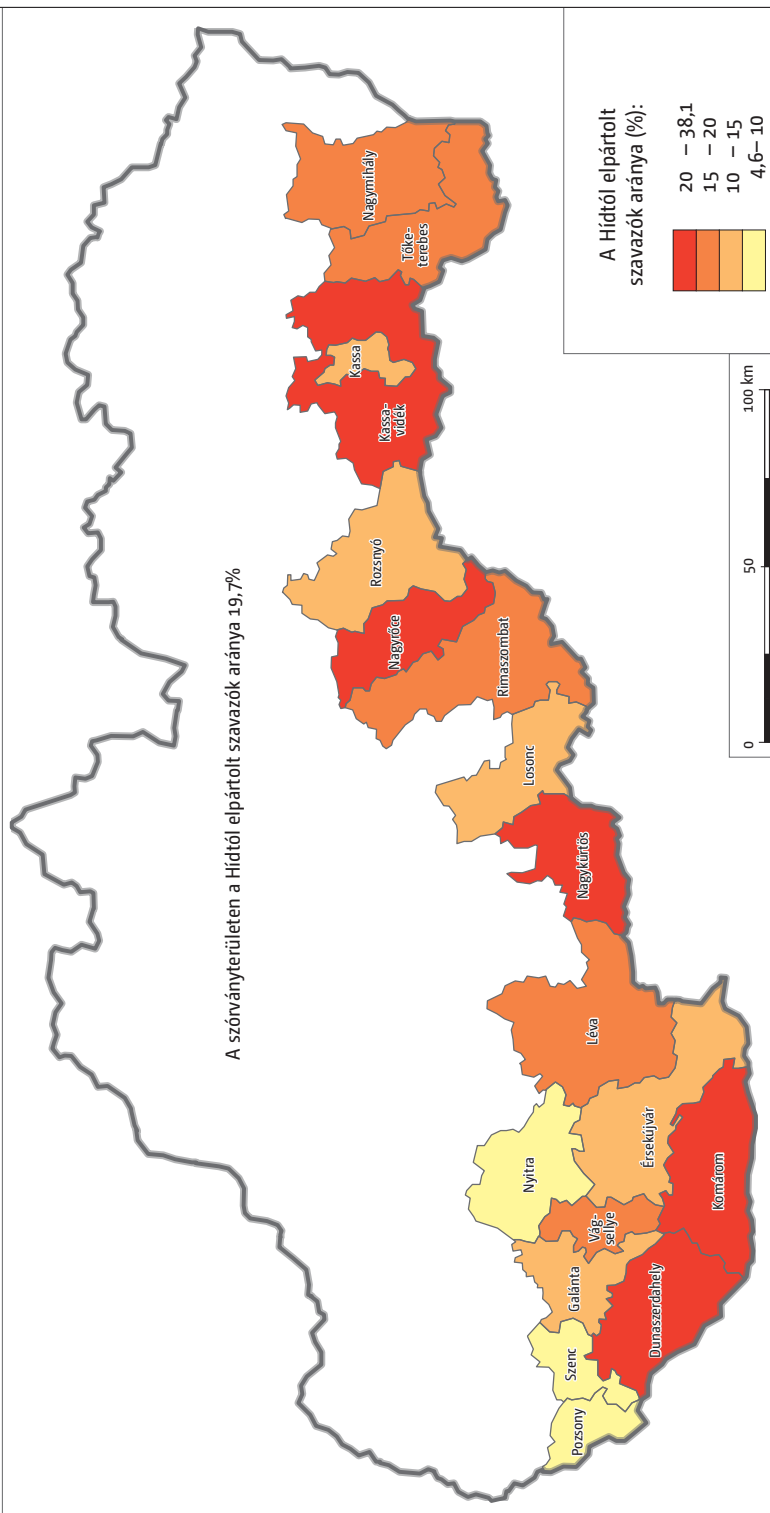 A szórványterületen a Hídtól elpártolt szavazók aránya 19,7%
Pozsony
Szenc
Dunaszerdahely
Galánta
Vág-
sellye
Nyitra
Komárom
Érsekújvár
Léva
Nagykürtös
Losonc
Rimaszombat
Nagyrőce
Rozsnyó
Kassa-
vidék
Kassa
Tőke-
terebes
Nagymihály
0 50 100 km
A Hídtól elpártolt
szavazók aránya (%):
20 – 38,1
15 – 20
10 – 15
4,6– 10